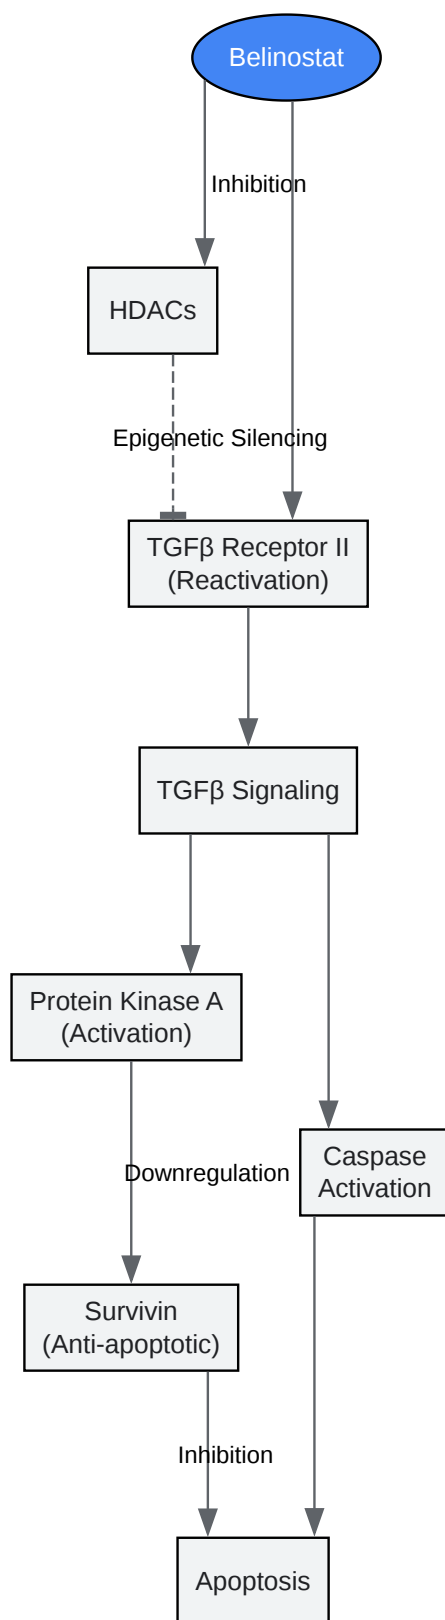 Belinostat
Inhibition
HDACs
Epigenetic Silencing
TGFβ Receptor II
(Reactivation)
TGFβ Signaling
Protein Kinase A
(Activation)
Caspase
Activation
Downregulation
Survivin
(Anti-apoptotic)
Inhibition
Apoptosis